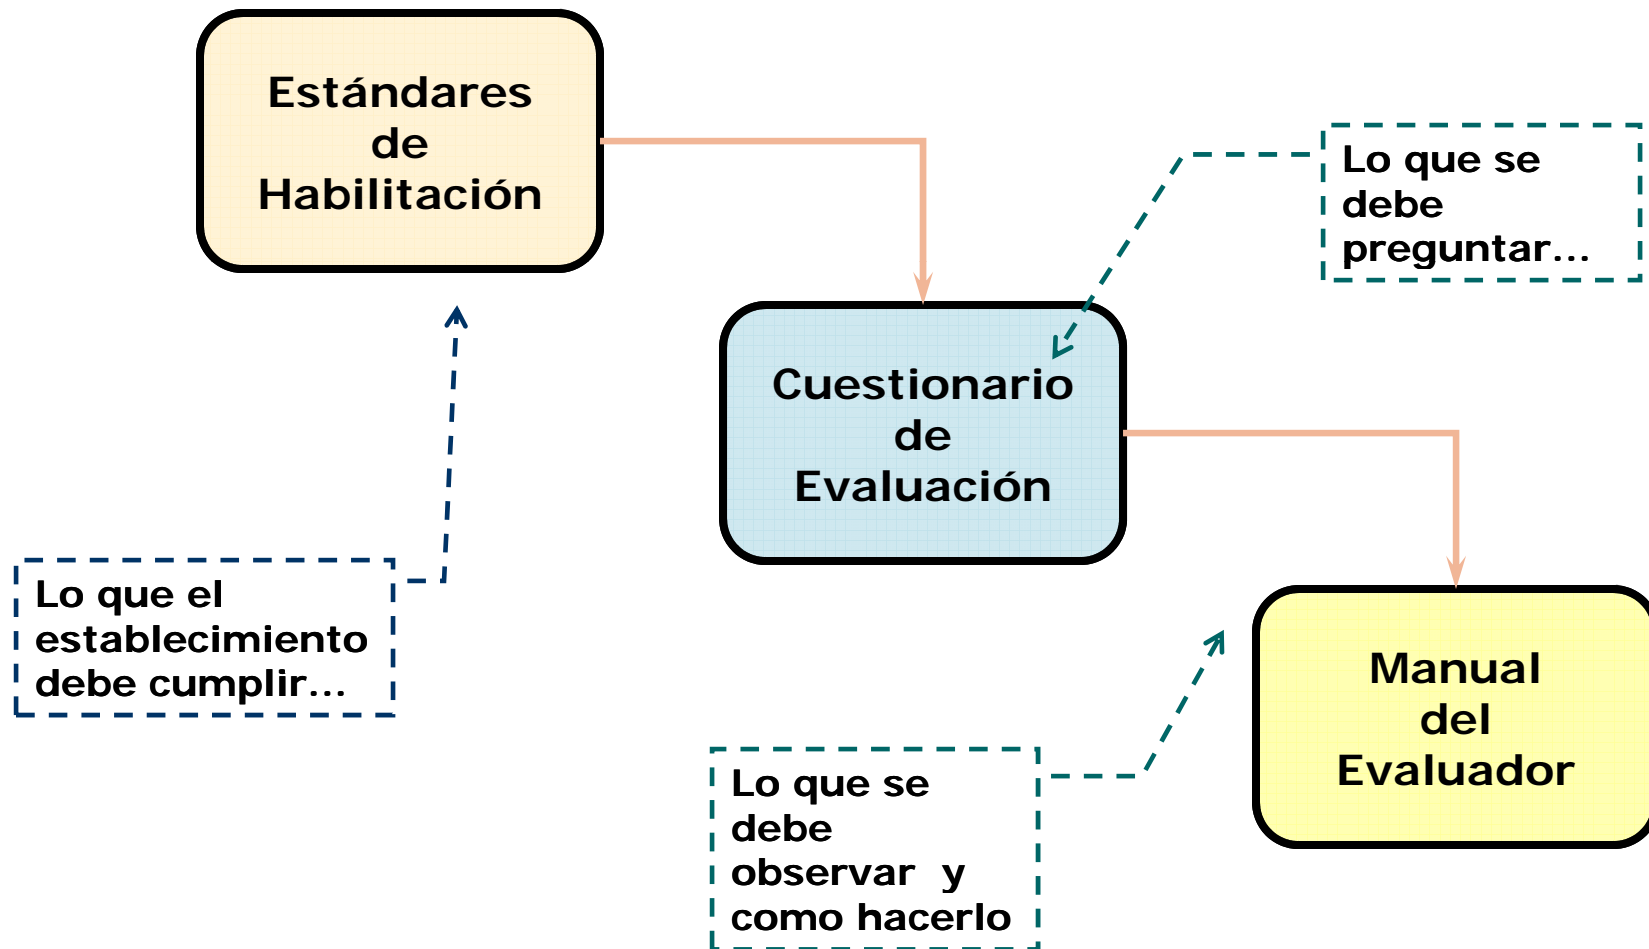 Estándares
de
Habilitación
Lo que se
debe
preguntar...
Cuestionario
de
Evaluación
Lo que el
establecimiento
debe cumplir...
Manual
del
Evaluador
Lo que se
debe
observar y
como hacerlo